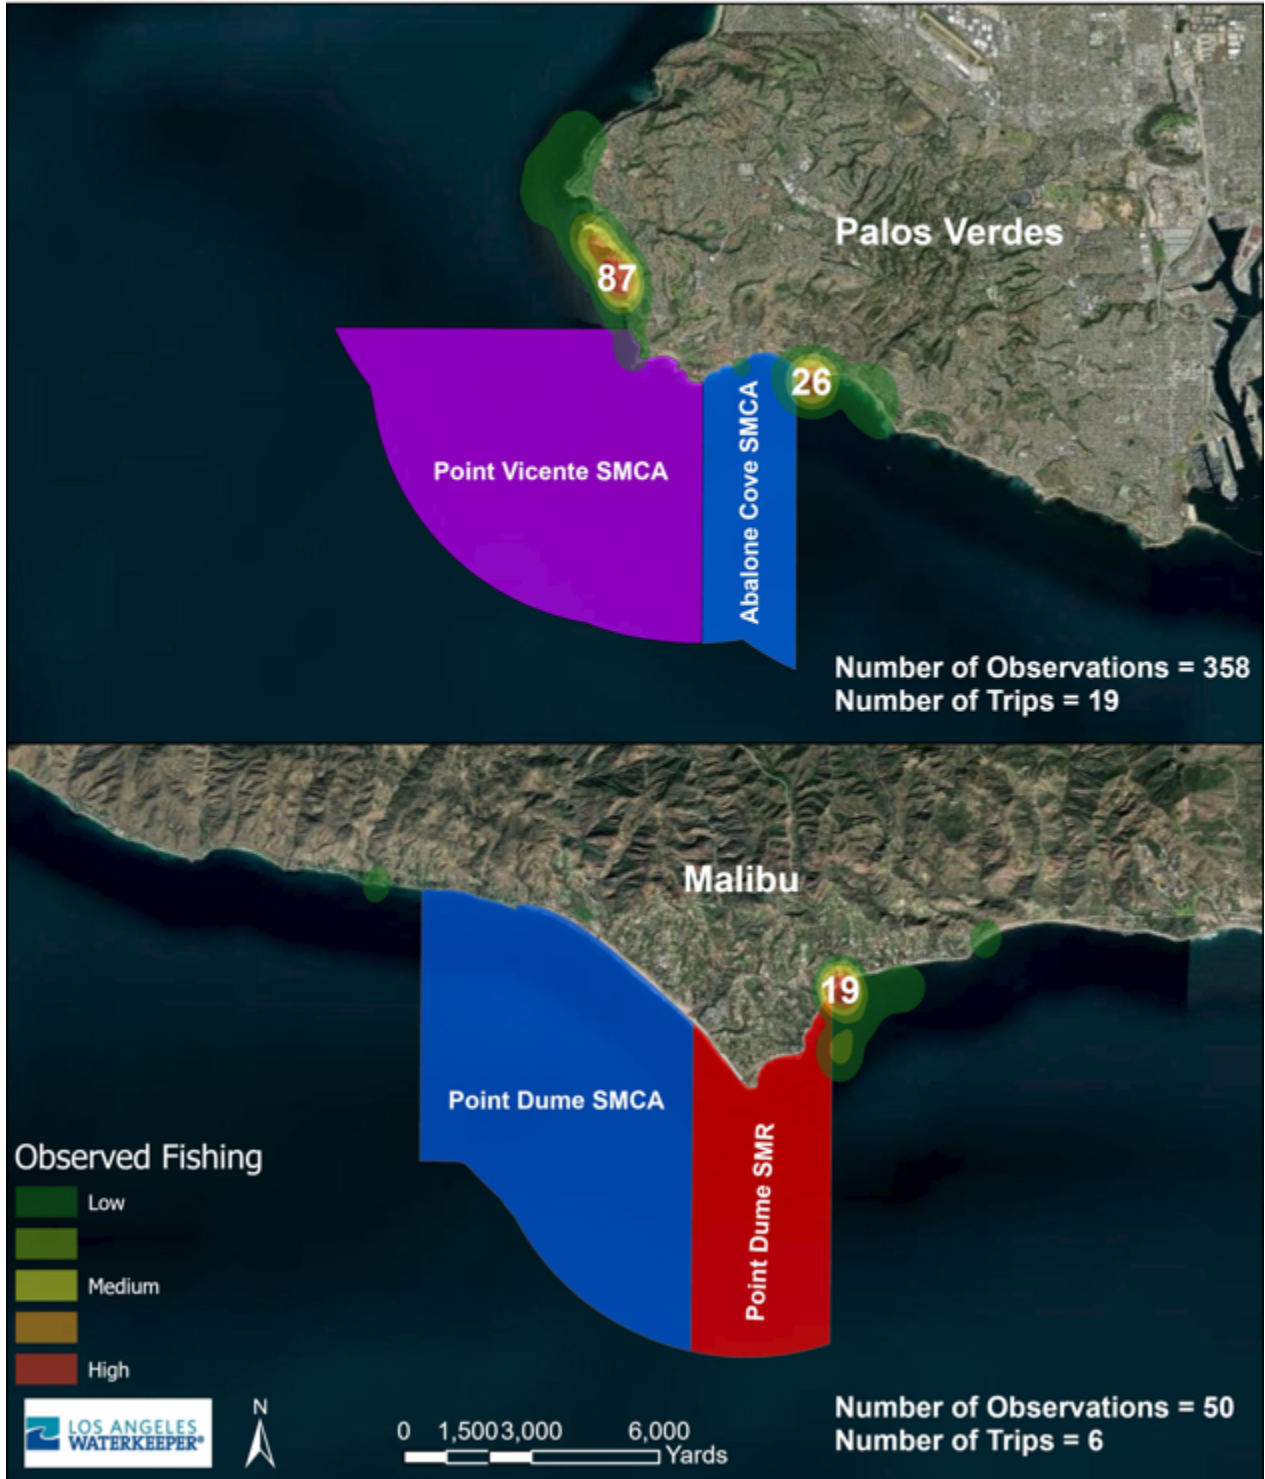 Palos Verdes
87
26
Point Vicente SMCA
Abalone Cove SMCA
Number of Observations = 358
Number of Trips = 19
Malibu
19
Point Dume SMCA
Point Dume SMR
Observed Fishing
Low
Medium
High
LOS ANGELES
WATERKEEPER®
N
0 1,500 3,000 6,000
Yards
Number of Observations = 50
Number of Trips = 6